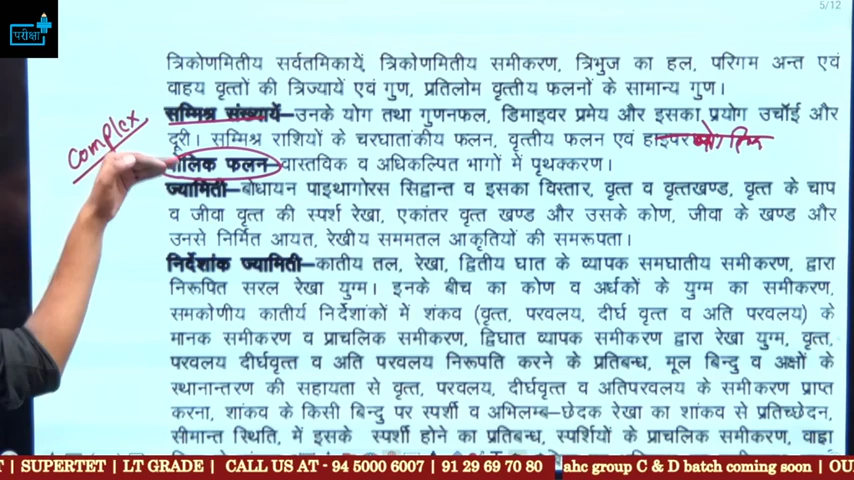 परीक्षा
5/12
त्रिकोणमितीय सर्वतमिकायें, त्रिकोणमितीय समीकरण, त्रिभुज का हल, परिगम अन्त एवं
वाहय वृत्तों की त्रिज्यायें एवं गुण, प्रतिलोम वृत्तीय फलनों के सामान्य गुण।
सम्मिश्र संख्यायें–उनके योग तथा गुणनफल, डिमाइवर प्रमेय और इसका प्रयोग उर्चोई और
complex
दूरी। सम्मिश्र राशियों के चरघातांकीय फलन, वृत्तीय फलन एवं हाइपर
फलन–वास्तविक व अधिकल्पित भागों में पृथक्करण।
ज्यामिती–बोधायन पाइथागोरस सिद्वान्त व इसका विस्तार, वृत्त व वृत्तखण्ड, वृत्त के चाप
व जीवा वृत्त की स्पर्श रेखा, एकांतर वृत्त खण्ड और उसके कोण, जीवा के खण्ड और
उनसे निर्मित आयत, रेखीय सममतल आकृतियों की समरूपता।
निर्देशांक ज्यामिती–कातीय तल, रेखा, द्वितीय घात के व्यापक समघातीय समीकरण, द्वारा
निरूपित सरल रेखा युग्म। इनके बीच का कोण व अर्धकों के युग्म का समीकरण,
समकोणीय कातीर्य निर्देशांकों में शंकव (वृत्त, परवलय, दीर्घ वृत्त व अति परवलय) के
मानक समीकरण व प्राचलिक समीकरण, द्विघात व्यापक समीकरण द्वारा रेखा युग्म, वृत्त,
परवलय दीर्घवृत्त व अति परवलय निरूपति करने के प्रतिबन्ध, मूल बिन्दु व अक्षों के
स्थानान्तरण की सहायता से वृत्त, परवलय, दीर्घवृत्त व अतिपरवलय के समीकरण प्राप्त
करना, शांकव के किसी बिन्दु पर स्पर्शी व अभिलम्ब–छेदक रेखा का शांकव से प्रतिच्छेदन,
सीमान्त स्थिति, में इसके स्पर्शी होने का प्रतिबन्ध, स्पर्शियों के प्राचलिक समीकरण, वाह्य
T | SUPERTET | LT GRADE | CALL US AT - 94 5000 6007 | 91 29 69 70 80 ahc group C & D batch coming soon | OU